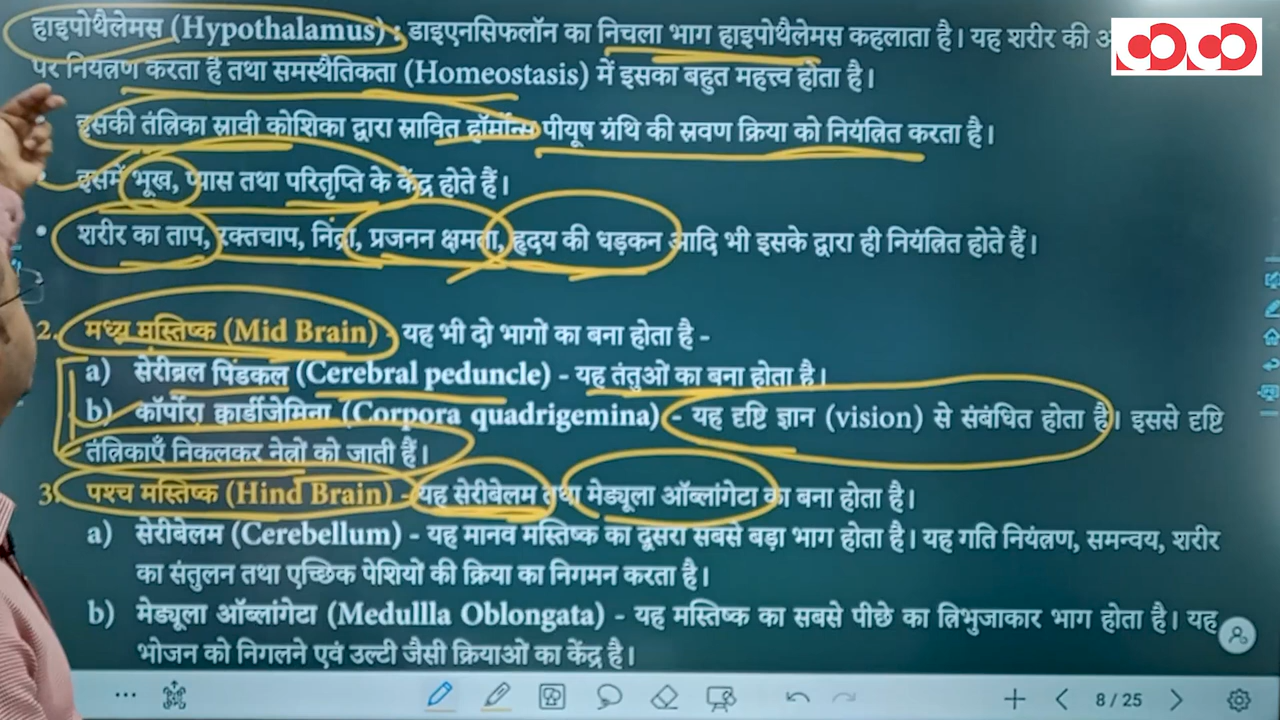 हाइपोथैलेमस (Hypothalamus) : डाइएनसिफलॉन का निचला भाग हाइपोथैलेमस कहलाता है। यह शरीर की
पर नियंत्रण करता है तथा समस्थैतिकता (Homeostasis) में इसका बहुत महत्त्व होता है।
इसकी तंत्रिका स्रावी कोशिका द्वारा स्रावित हॉर्मोन्स पीयूष ग्रंथि की स्रवण क्रिया को नियंत्रित करता है।
• इसमें भूख, प्यास तथा परितृप्ति के केंद्र होते हैं।
• शरीर का ताप, रक्तचाप, निंद्रा, प्रजनन क्षमता, हृदय की धड़कन आदि भी इसके द्वारा ही नियंत्रित होते हैं।
2. मध्य मस्तिष्क (Mid Brain) - यह भी दो भागों का बना होता है -
a) सेरीब्रल पिंडकल (Cerebral peduncle) - यह तंतुओं का बना होता है।
b) कॉर्पोरा क्वार्डीजेमिना (Corpora quadrigemina) - यह दृष्टि ज्ञान (vision) से संबंधित होता है। इससे दृष्टि
तंत्रिकाएँ निकलकर नेत्रों को जाती हैं।
3. पश्च मस्तिष्क (Hind Brain) - यह सेरीबेलम तथा मेड्यूला ऑब्लांगेटा का बना होता है।
a) सेरीबेलम (Cerebellum) - यह मानव मस्तिष्क का दूसरा सबसे बड़ा भाग होता है। यह गति नियंत्रण, समन्वय, शरीर
का संतुलन तथा एच्छिक पेशियों की क्रिया का निगमन करता है।
b) मेड्यूला ऑब्लांगेटा (Medullla Oblongata) - यह मस्तिष्क का सबसे पीछे का त्रिभुजाकार भाग होता है। यह
भोजन को निगलने एवं उल्टी जैसी क्रियाओं का केंद्र है।
8 / 25